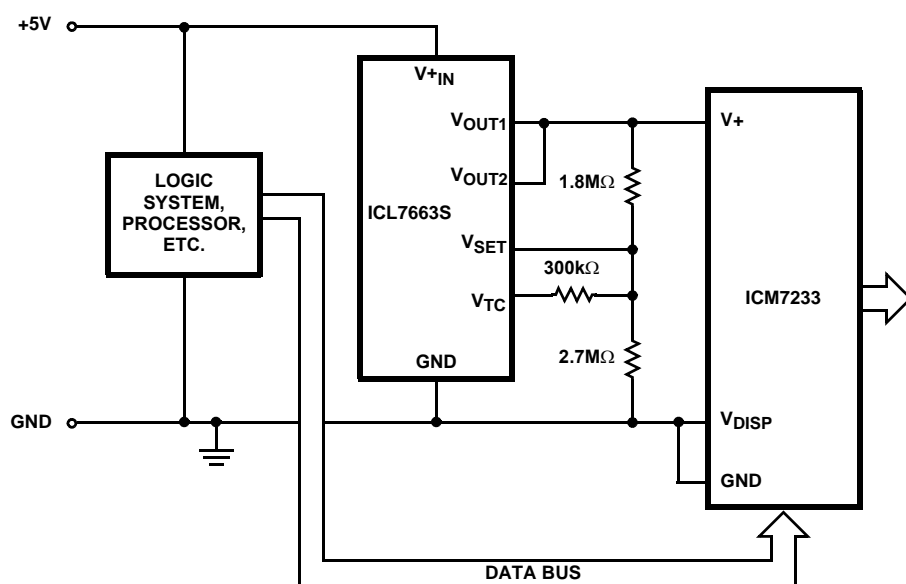 +5V
V+IN
VOUT1
V+
VOUT2
1.8MΩ
LOGIC
SYSTEM,
PROCESSOR,
ETC.
ICL7663S
VSET
300kΩ
ICM7233
VTC
GND
2.7MΩ
GND
VDISP
GND
DATA BUS